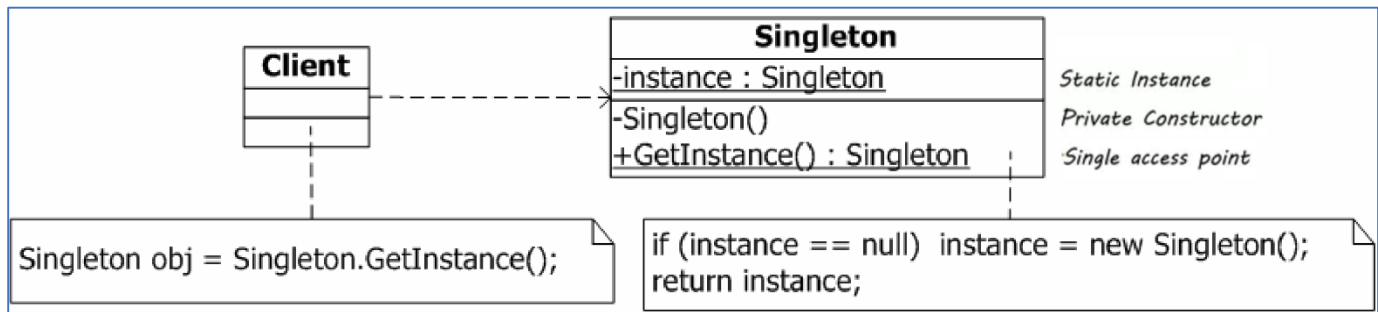 Client
Singleton
-instance : Singleton
-Singleton()
+GetInstance() : Singleton
Static Instance
Private Constructor
Single access point
Singleton obj = Singleton.GetInstance();
if (instance == null)  instance = new Singleton();
return instance;